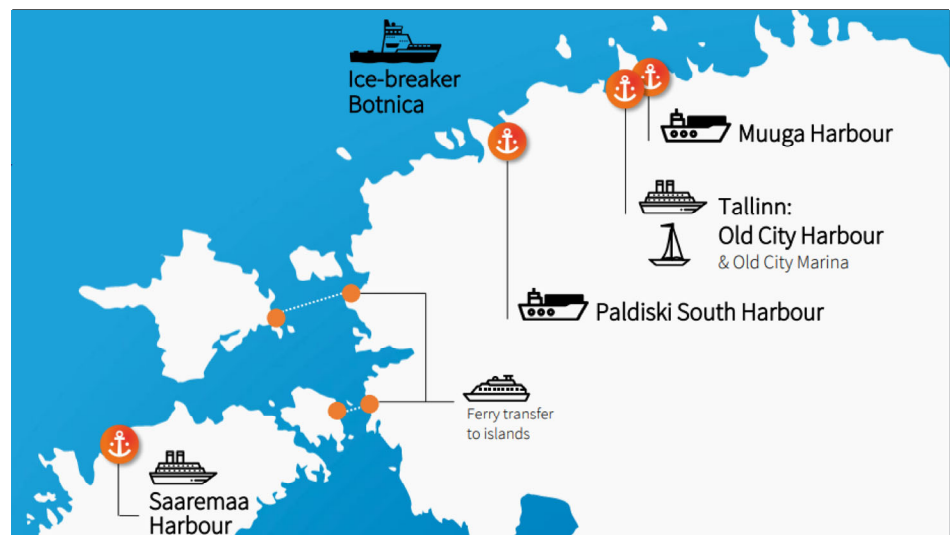 Ice-breaker
Botnica
Muuga Harbour
Tallinn:
Old City Harbour
& Old City Marina
Paldiski South Harbour
Ferry transfer
to islands
Saaremaa
Harbour